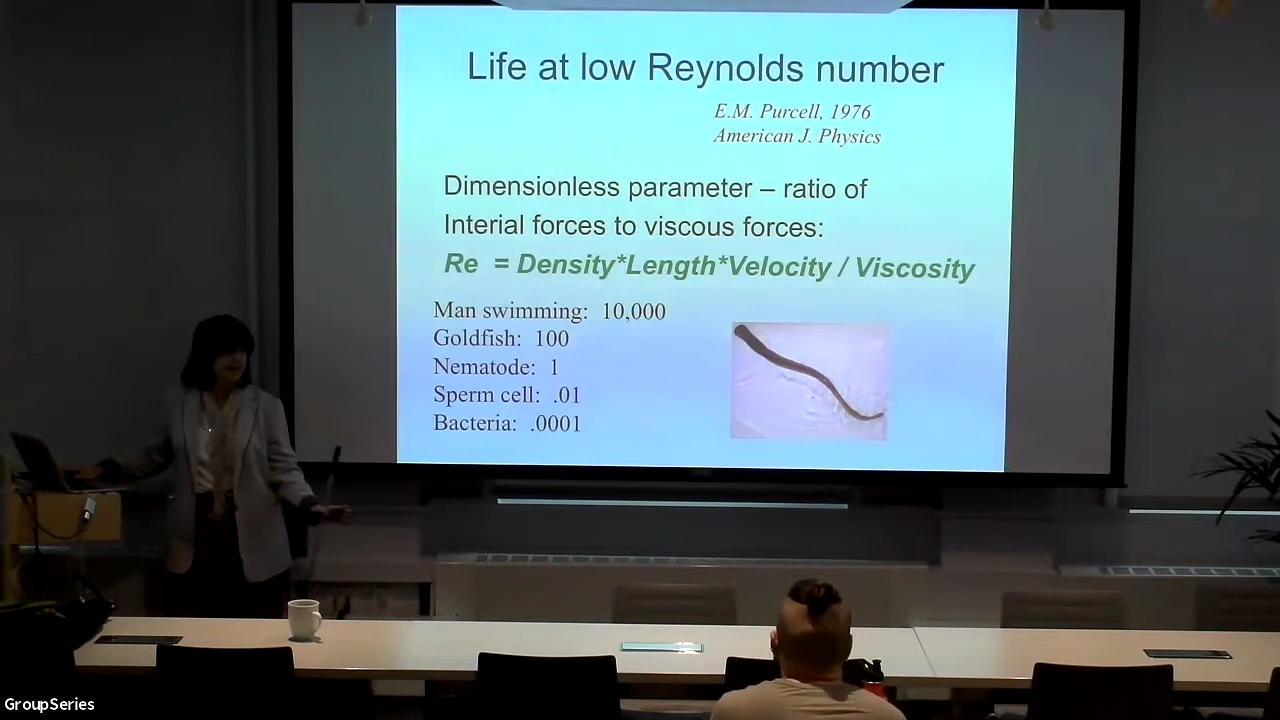 Life at low Reynolds number
E.M. Purcell, 1976
American J. Physics
Dimensionless parameter – ratio of
Interial forces to viscous forces:
Re = Density*Length*Velocity / Viscosity
Man swimming: 10,000
Goldfish: 100
Nematode: 1
Sperm cell: .01
Bacteria: .0001
GroupSeries